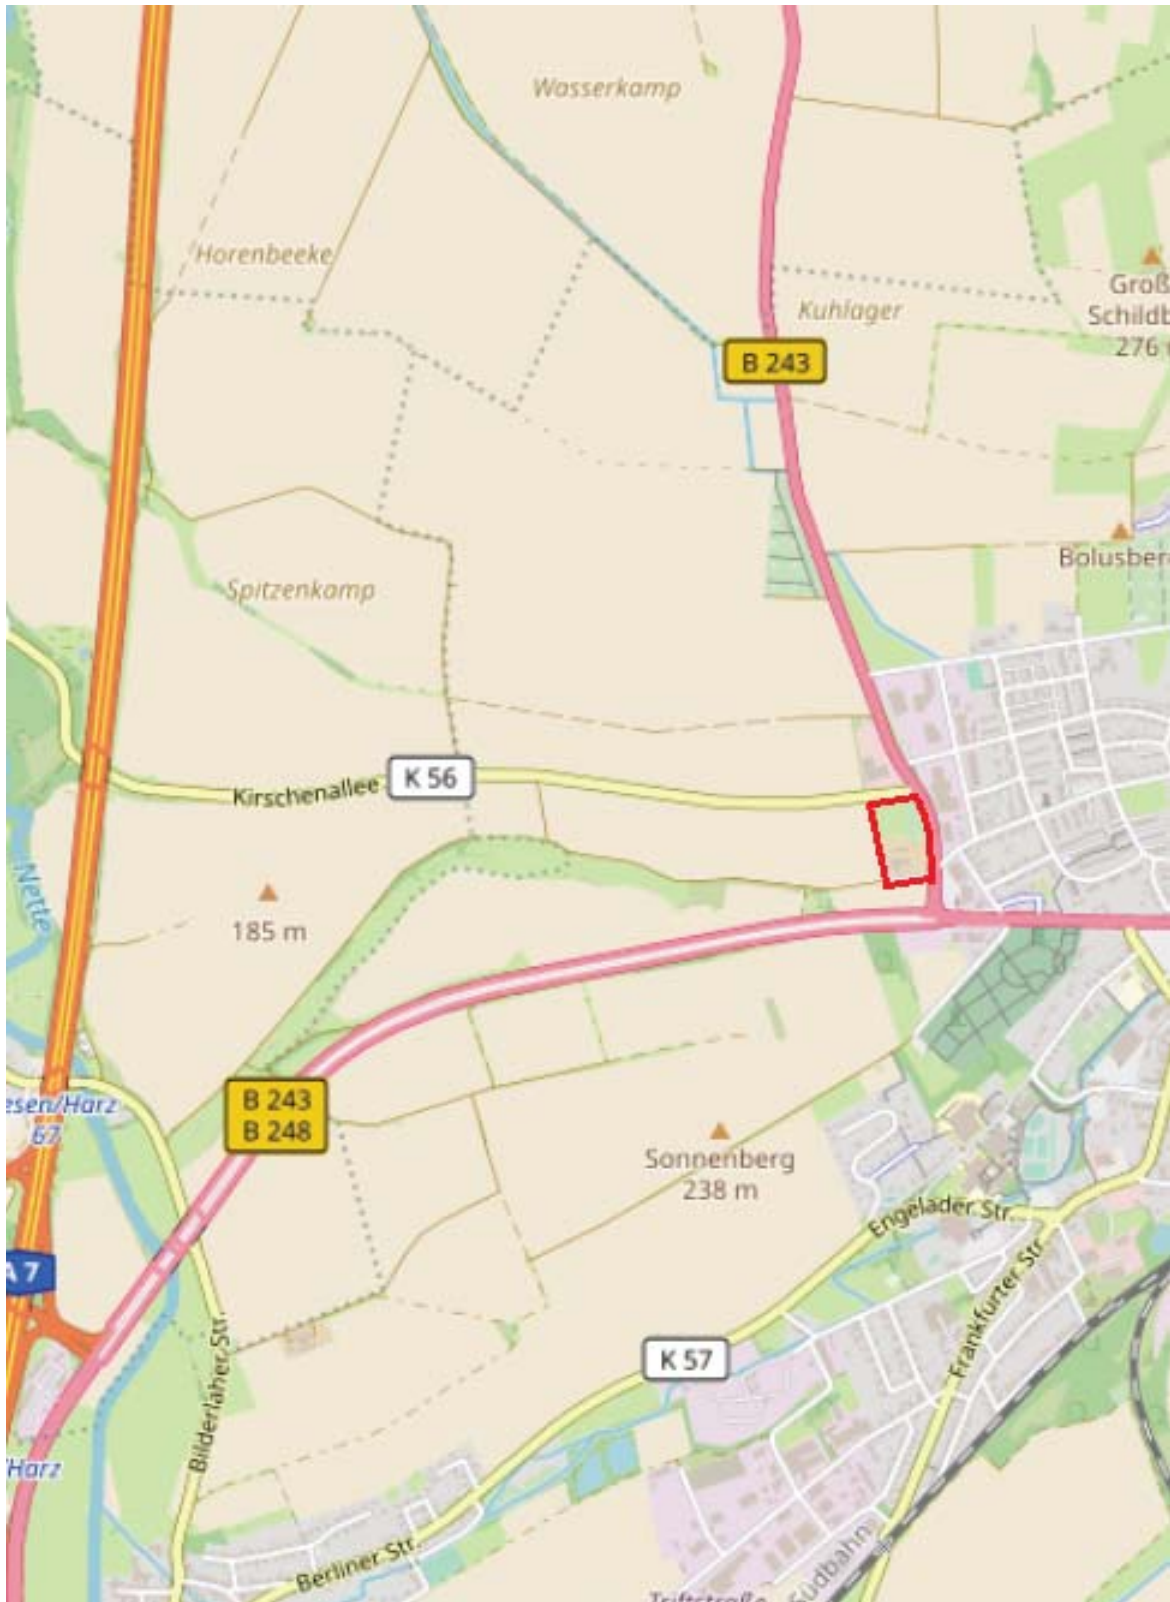 Wasserkamp
Horenbeeke
Kuhlager
Groß
Schildb
276
B 243
Bolusber
Spitzenkamp
K 56
Kirschenallee
Nette
185 m
B 243
B 248
esen/Harz
67
Sonnenberg
238 m
Engelader Str.
A 7
Frankfurter Str.
K 57
Bilderlaher Str.
/Harz
Berliner Str.
Südbahn
Triftstraße